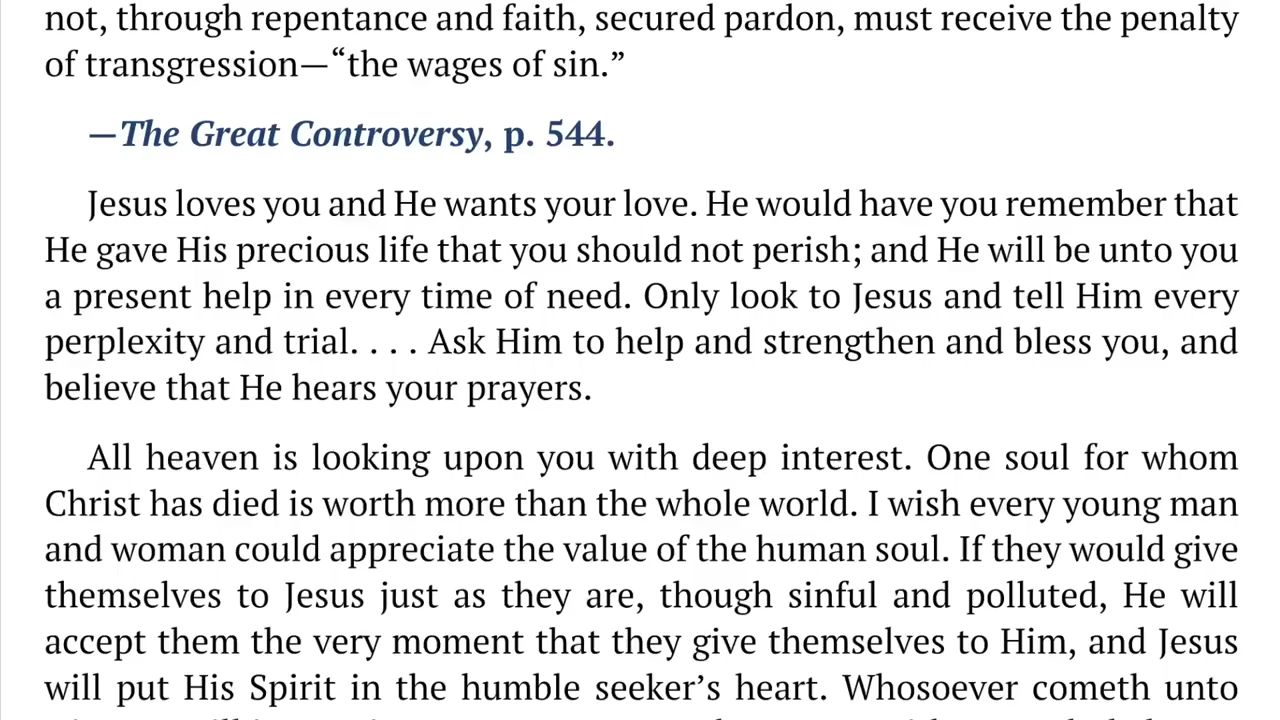 not, through repentance and faith, secured pardon, must receive the penalty
of transgression—“the wages of sin.”
—The Great Controversy, p. 544.
Jesus loves you and He wants your love. He would have you remember that
He gave His precious life that you should not perish; and He will be unto you
a present help in every time of need. Only look to Jesus and tell Him every
perplexity and trial. . . . Ask Him to help and strengthen and bless you, and
believe that He hears your prayers.
All heaven is looking upon you with deep interest. One soul for whom
Christ has died is worth more than the whole world. I wish every young man
and woman could appreciate the value of the human soul. If they would give
themselves to Jesus just as they are, though sinful and polluted, He will
accept them the very moment that they give themselves to Him, and Jesus
will put His Spirit in the humble seeker’s heart. Whosoever cometh unto